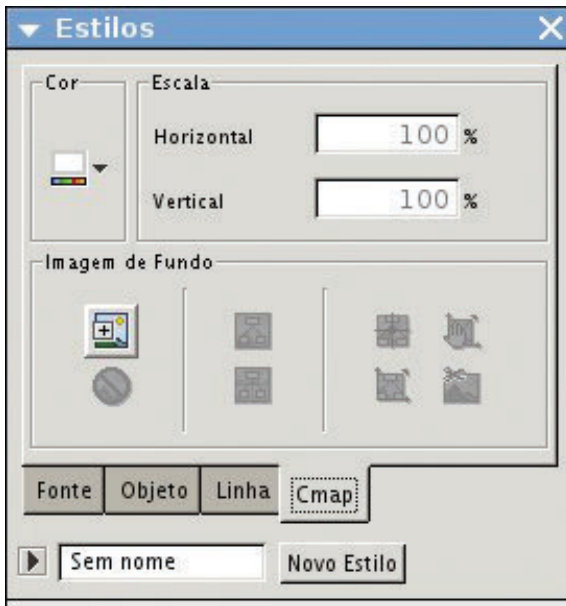 Estilos
Cor
Escala
Horizontal 100 %
Vertical 100 %
Imagem de Fundo
Fonte Objeto Linha Cmap
Sem nome Novo Estilo